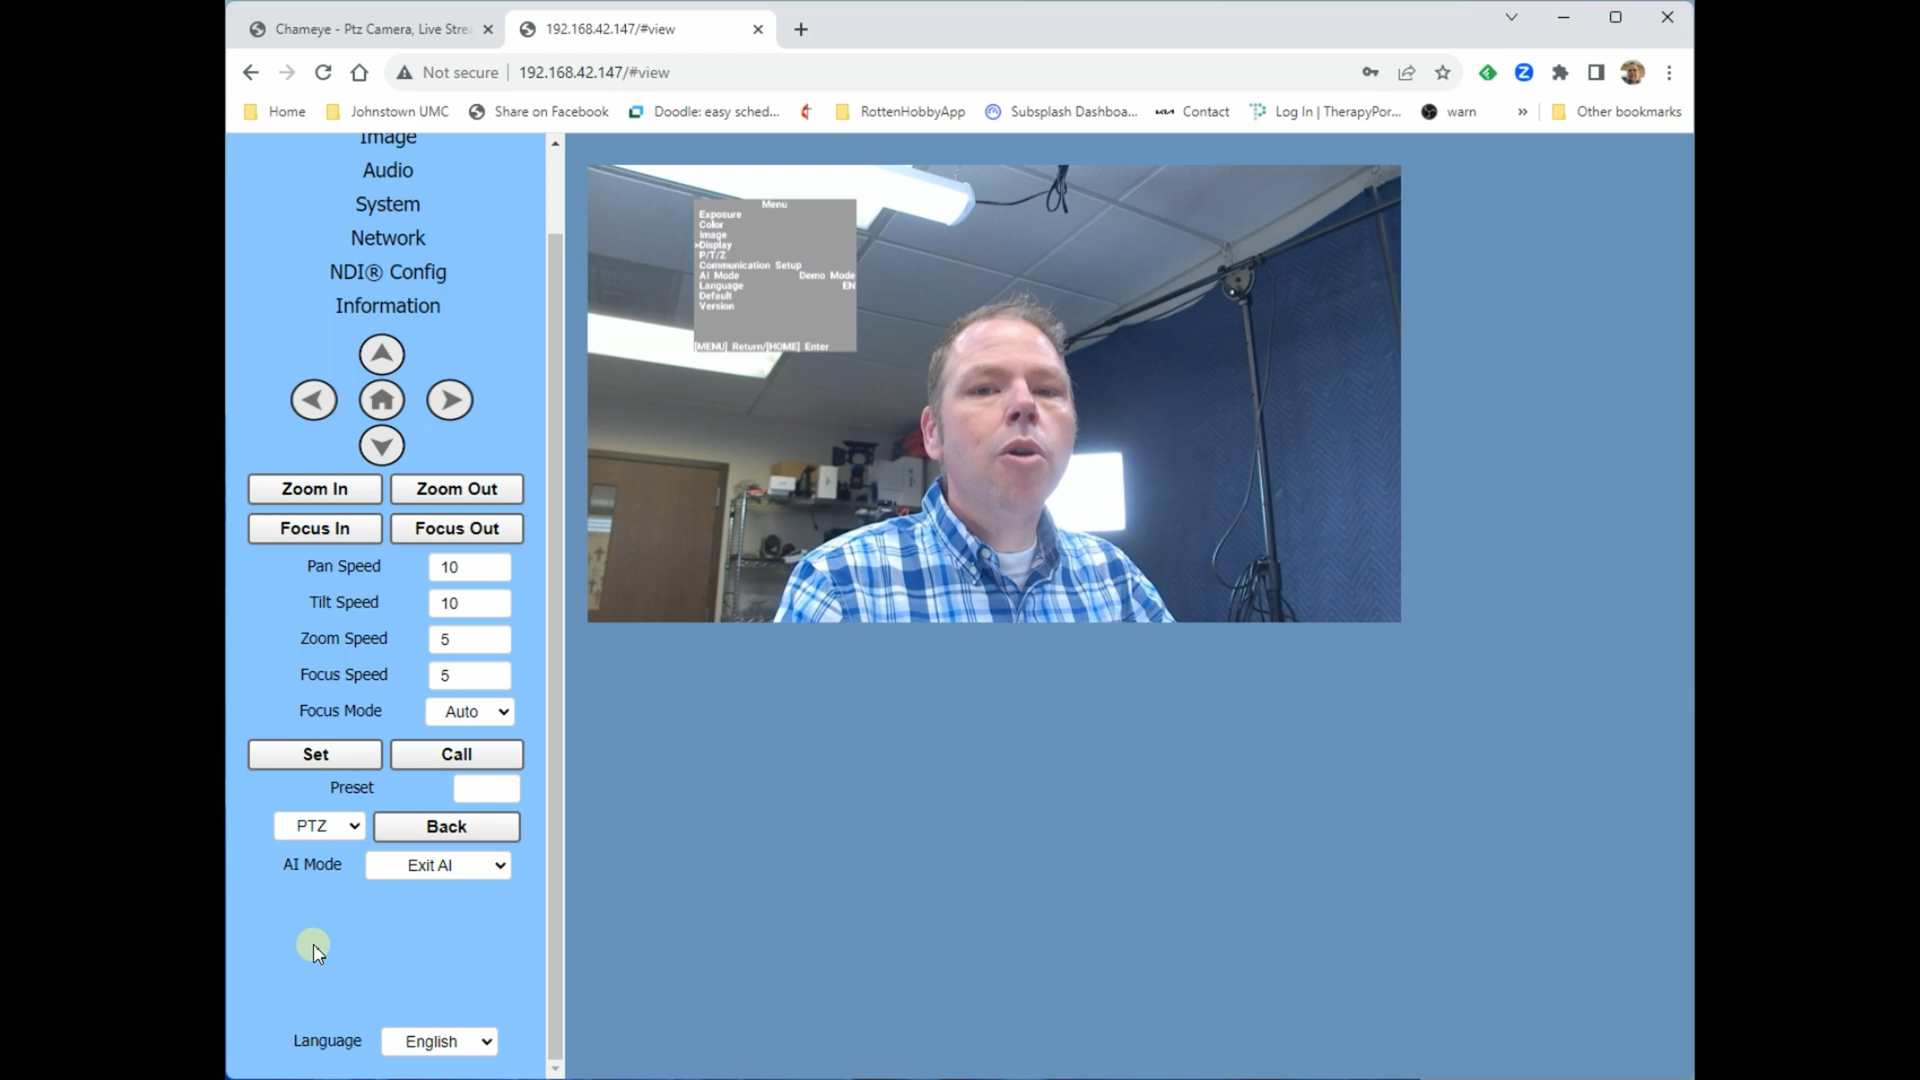 Chameye - Ptz Camera, Live Strea
192.168.42.147/#view
Not secure
192.168.42.147/#view
Home
Johnstown UMC
Share on Facebook
Doodle: easy sched...
RottenHobbyApp
Subsplash Dashboa...
Contact
Log In | TherapyPor...
warn
»
Other bookmarks
Image
Audio
System
Network
NDI® Config
Information
Zoom In
Zoom Out
Focus In
Focus Out
Pan Speed 10
Tilt Speed 10
Zoom Speed 5
Focus Speed 5
Focus Mode Auto
Set
Call
Preset
PTZ
Back
AI Mode Exit AI
Language English
Menu
Exposure
Color
Image
>Display
P/T/Z
Communication Setup
AI Mode Demo Mode
Language EN
Default
Version
[MENU] Return/[HOME] Enter